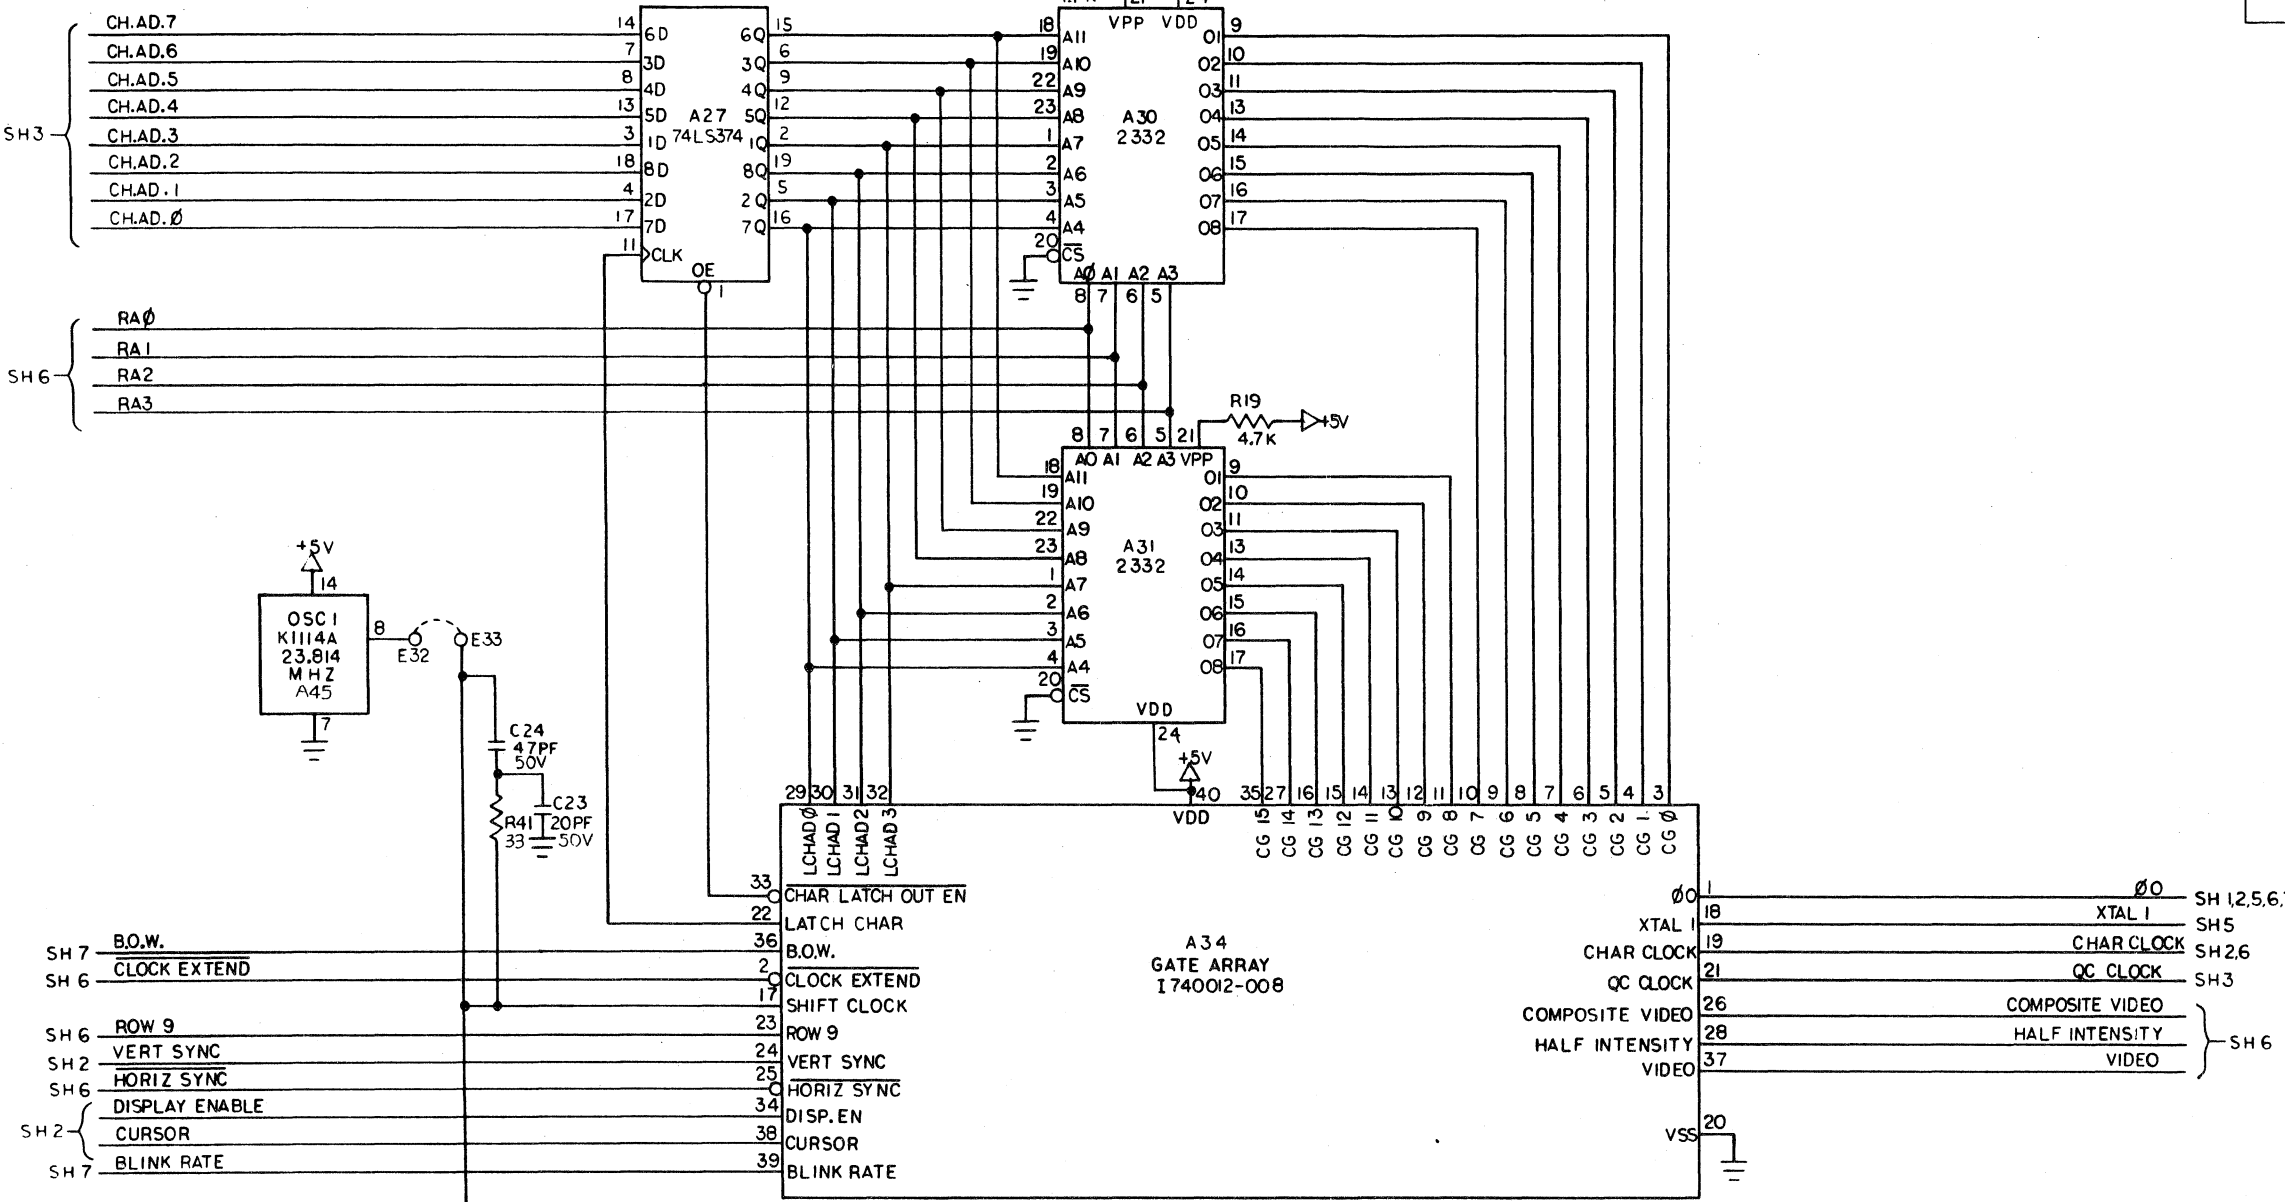 CH.AD.7 14 6D 6Q 15 18 A11 VPP VDD O1 9
CH.AD.6 7 3D 3Q 6 19 A10 O2 10
CH.AD.5 8 4D 4Q 9 22 A9 O3 11
CH.AD.4 13 5D A27 5Q 12 23 A8 A30 O4 13
SH3 CH.AD.3 3 1D 74LS374 1Q 2 1 A7 2332 O5 14
CH.AD.2 18 8D 8Q 19 2 A6 O6 15
CH.AD.1 4 2D 2Q 5 3 A5 O7 16
CH.AD.Ø 17 7D 7Q 16 4 A4 O8 17
11 CLK 20 CS
OE 1 AØ A1 A2 A3
8 7 6 5
RAØ
RA1
SH6 RA2
RA3
R19
4.7K +5V
8 7 6 5 21
A0 A1 A2 A3 VPP
18 A11 O1 9
19 A10 O2 10
22 A9 O3 11
23 A8 A31 O4 13
1 A7 2332 O5 14
2 A6 O6 15
3 A5 O7 16
4 A4 O8 17
20 CS
VDD
24
+5V
+5V
14
OSC 1
K1114A
23.814
MHZ
A45
8 E32 E33
7
C24
47PF
50V
C23
R41 20PF
33 50V
29 30 31 32 40 35 27 16 15 14 13 12 11 10 9 8 7 6 5 4 3
LCHADØ LCHAD1 LCHAD2 LCHAD3 VDD CG 15 CG 14 CG 13 CG 12 CG 11 CG 10 CG 9 CG 8 CG 7 CG 6 CG 5 CG 4 CG 3 CG 2 CG 1 CG Ø
33 CHAR LATCH OUT EN
22 LATCH CHAR
SH 7 B.O.W. 36 B.O.W.
SH 6 CLOCK EXTEND 2 CLOCK EXTEND
17 SHIFT CLOCK
SH 6 ROW 9 23 ROW 9
SH 2 VERT SYNC 24 VERT SYNC
SH 6 HORIZ SYNC 25 HORIZ SYNC
DISPLAY ENABLE 34 DISP.EN
SH 2 CURSOR 38 CURSOR
SH 7 BLINK RATE 39 BLINK RATE
A34
GATE ARRAY
I740012-008
ØO 1 ØO SH 1,2,5,6,
XTAL 1 18 XTAL 1 SH5
CHAR CLOCK 19 CHAR CLOCK SH2,6
QC CLOCK 21 QC CLOCK SH3
COMPOSITE VIDEO 26 COMPOSITE VIDEO
HALF INTENSITY 28 HALF INTENSITY SH 6
VIDEO 37 VIDEO
VSS 20